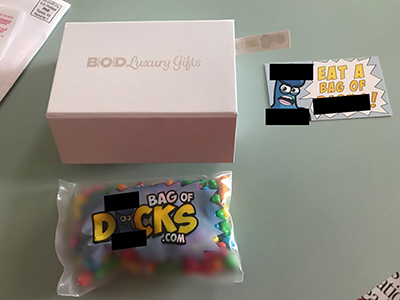 BOD Luxury Gifts
EAT A
BAG OF
!
BAG OF
D CKS
.COM